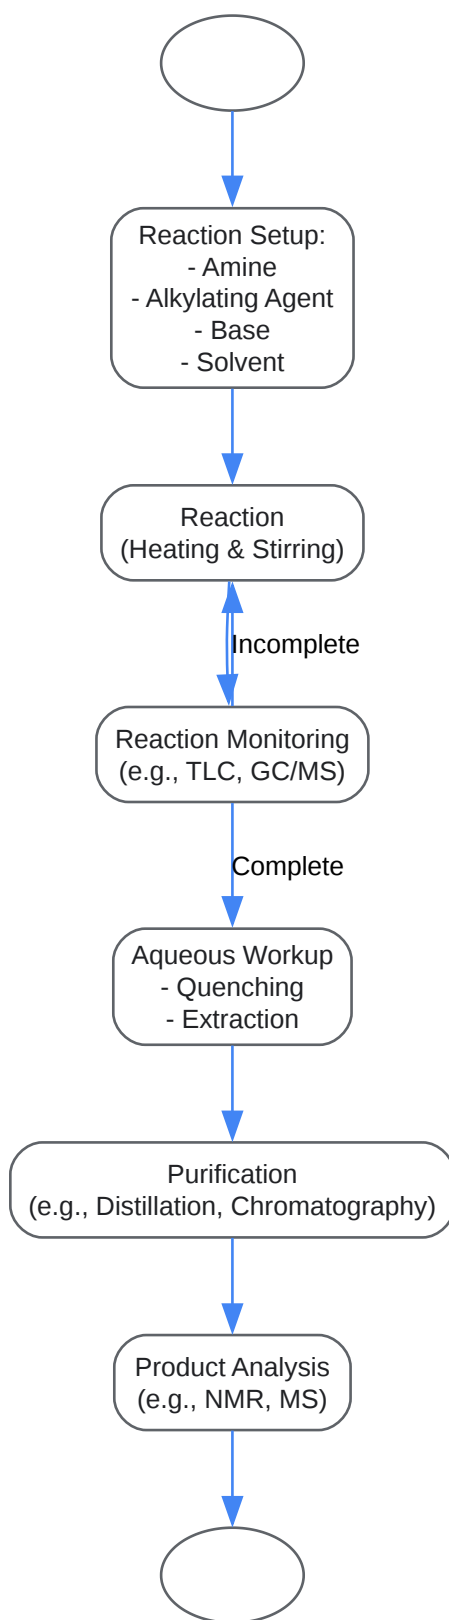 Reaction Setup:
- Amine
- Alkylating Agent
- Base
- Solvent
Reaction
(Heating & Stirring)
Incomplete
Reaction Monitoring
(e.g., TLC, GC/MS)
Complete
Aqueous Workup
- Quenching
- Extraction
Purification
(e.g., Distillation, Chromatography)
Product Analysis
(e.g., NMR, MS)